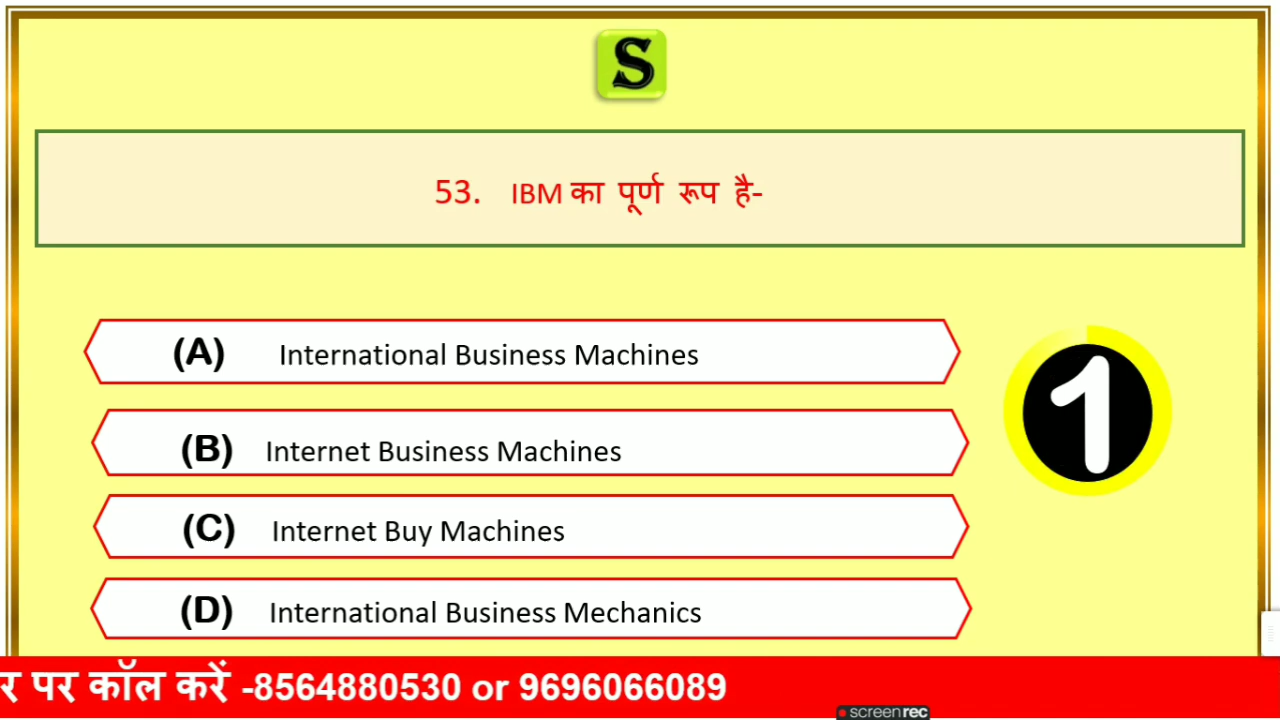 S
53. IBM का पूर्ण रूप है-
(A) International Business Machines
(B) Internet Business Machines
1
(C) Internet Buy Machines
(D) International Business Mechanics
र पर कॉल करें -8564880530 or 9696066089
screenrec